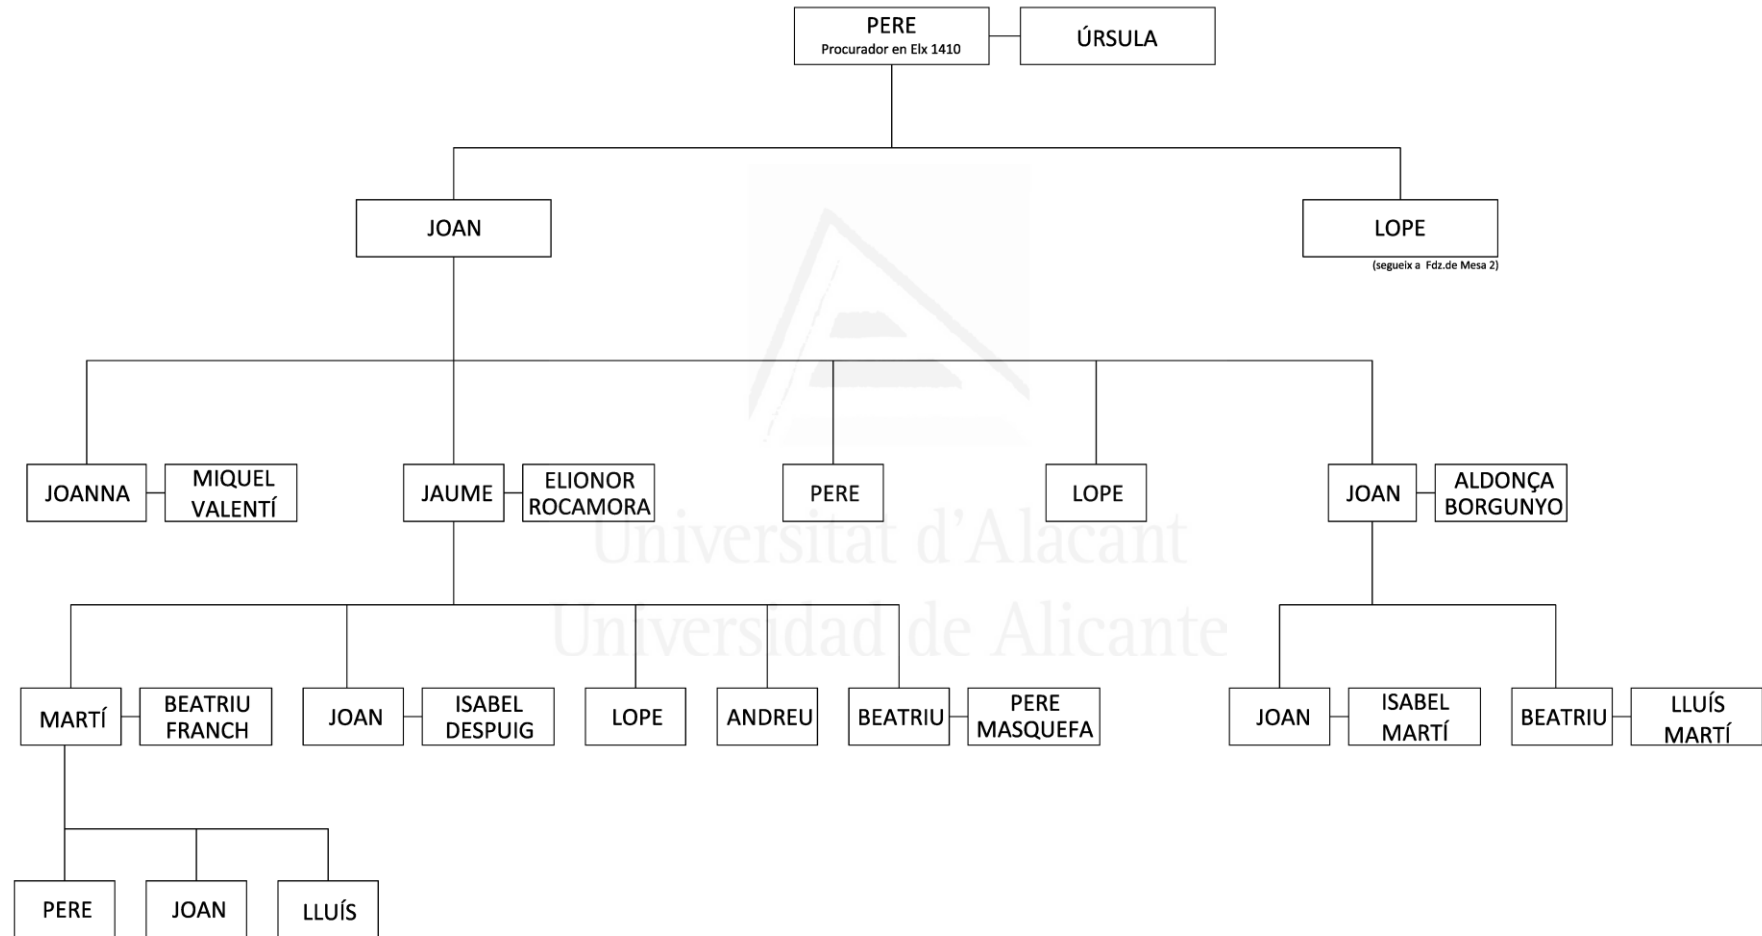 PERE
Procurador en Elx 1410
ÚRSULA
JOAN
LOPE
(segueix a Fdz.de Mesa 2)
JOANNA
MIQUEL
VALENTÍ
JAUME
ELIONOR
ROCAMORA
PERE
LOPE
JOAN
ALDONÇA
BORGUNYO
Universitat d'Alacant
Universidad de Alicante
MARTÍ
BEATRIU
FRANCH
JOAN
ISABEL
DESPUIG
LOPE
ANDREU
BEATRIU
PERE
MASQUEFA
JOAN
ISABEL
MARTÍ
BEATRIU
LLUÍS
MARTÍ
PERE
JOAN
LLUÍS